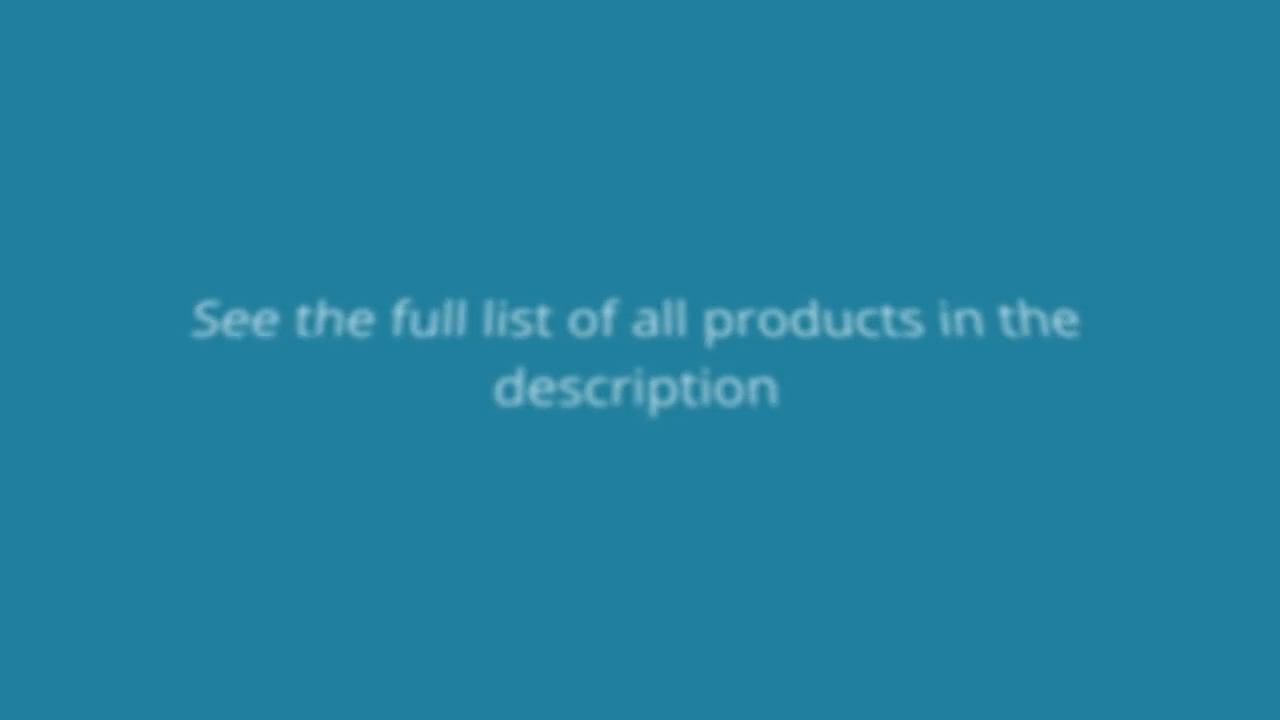 See the full list of all products in the
description